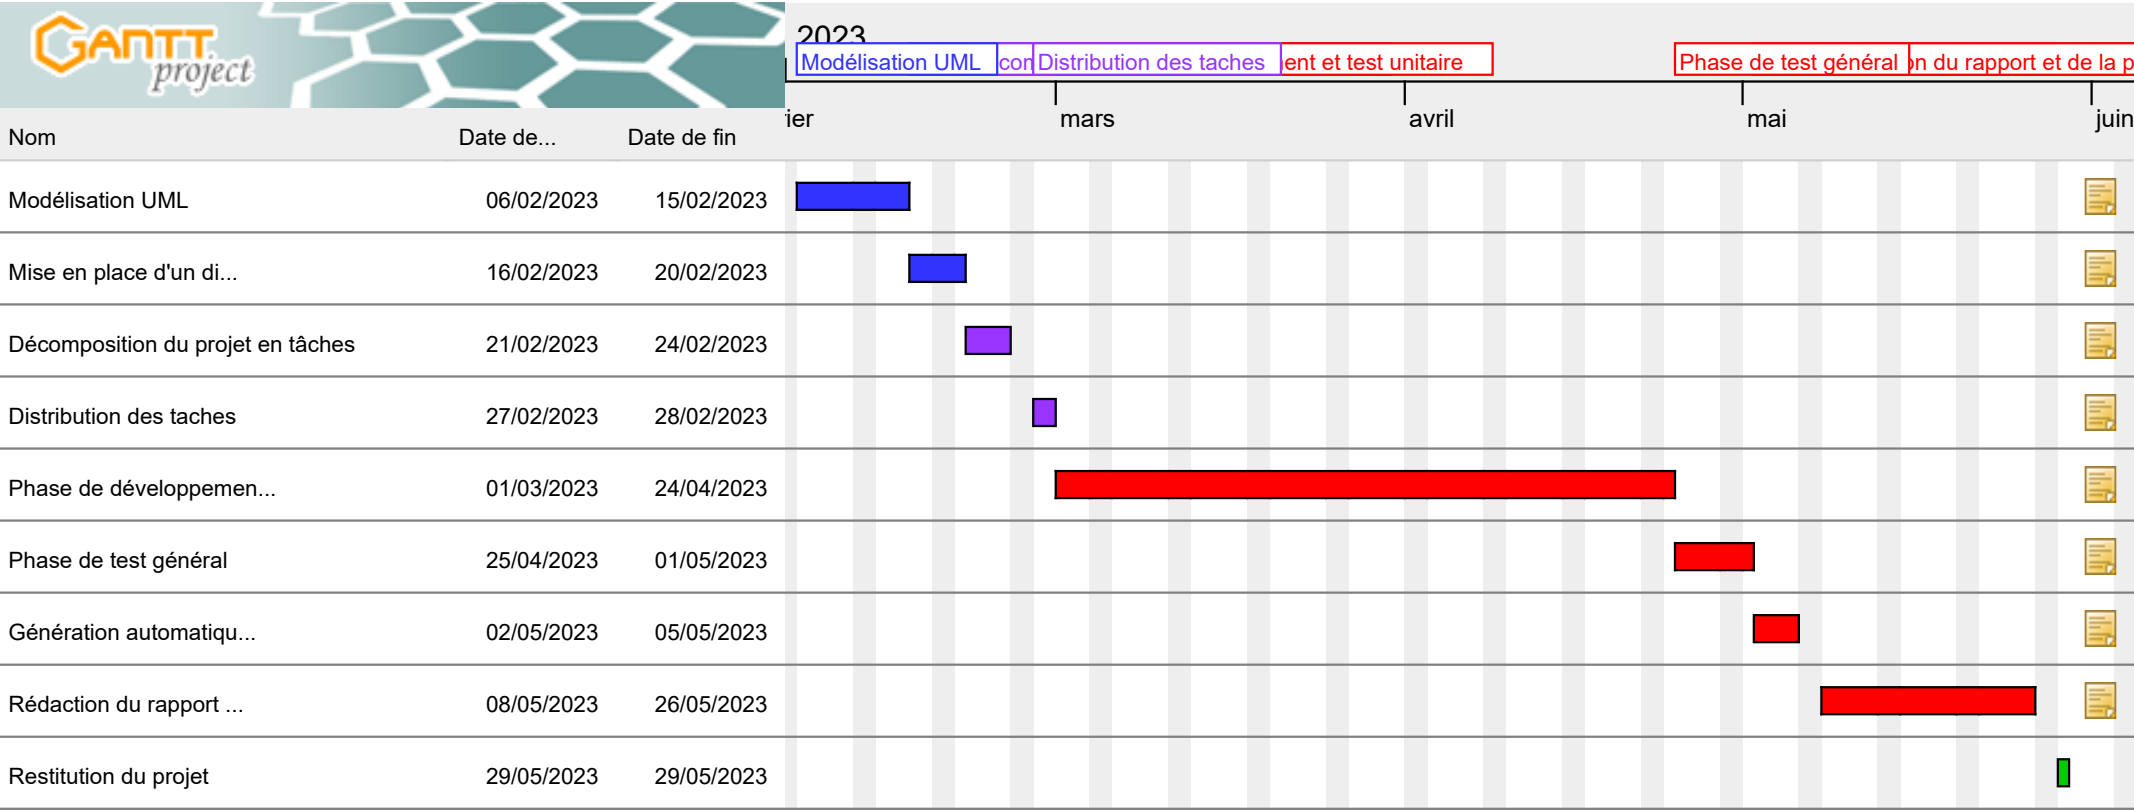 GANTT
project
2023
Modélisation UML con Distribution des taches ent et test unitaire Phase de test général n du rapport et de la p
ier mars avril mai juin
Nom Date de... Date de fin
Modélisation UML 06/02/2023 15/02/2023
Mise en place d'un di... 16/02/2023 20/02/2023
Décomposition du projet en tâches 21/02/2023 24/02/2023
Distribution des taches 27/02/2023 28/02/2023
Phase de développemen... 01/03/2023 24/04/2023
Phase de test général 25/04/2023 01/05/2023
Génération automatiqu... 02/05/2023 05/05/2023
Rédaction du rapport ... 08/05/2023 26/05/2023
Restitution du projet 29/05/2023 29/05/2023